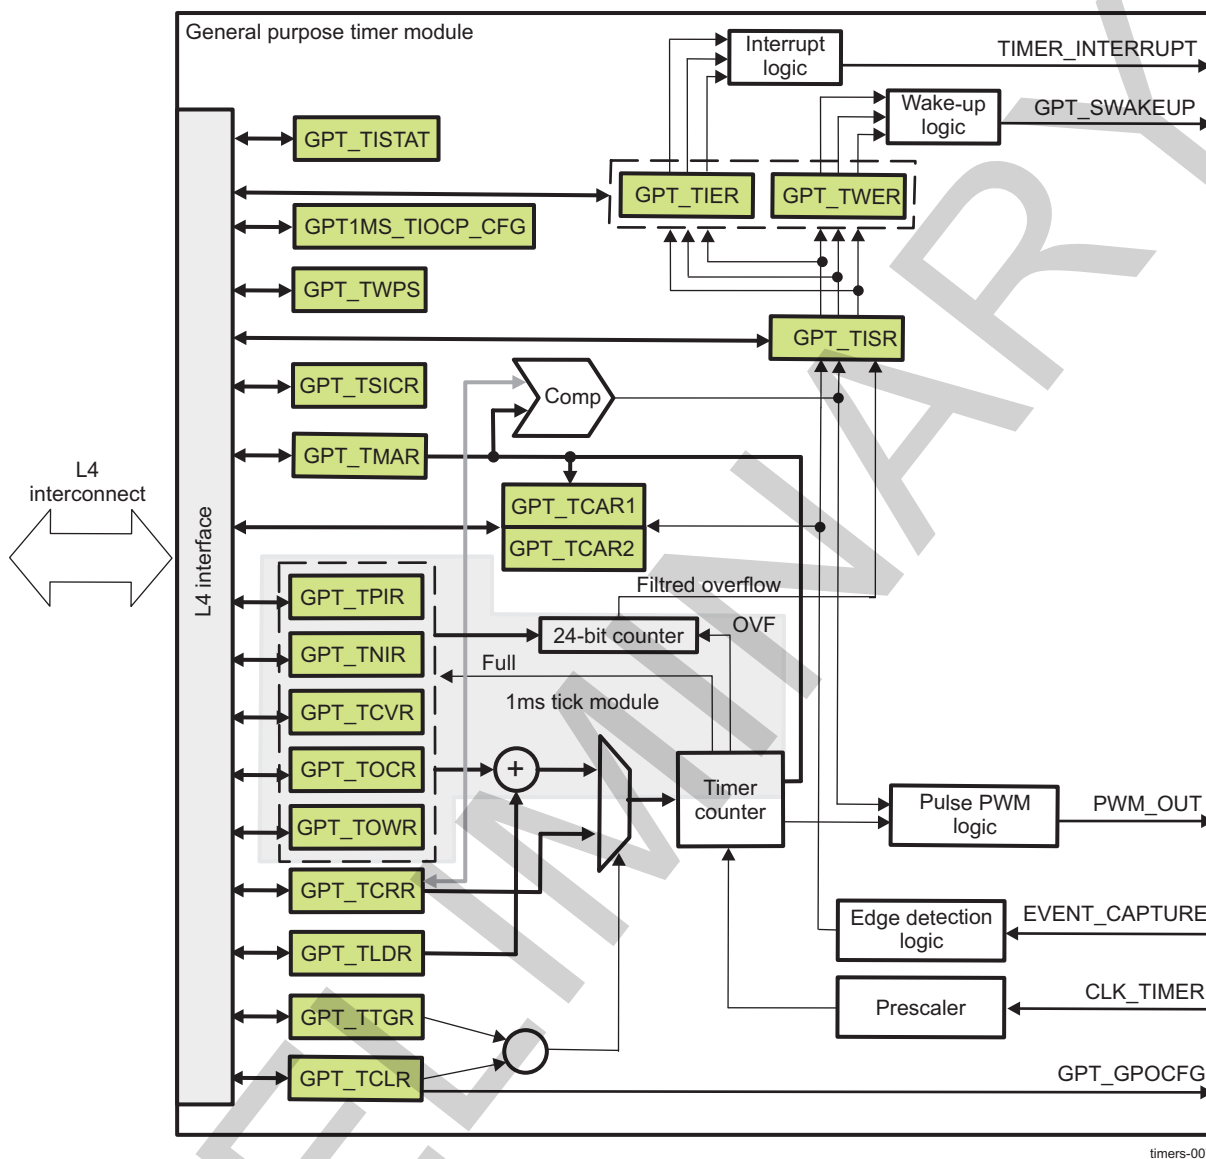 General purpose timer module
Interrupt
logic
TIMER_INTERRUPT
Wake-up
logic
GPT_SWAKEUP
GPT_TISTAT
GPT_TIER
GPT_TWER
GPT1MS_TIOCP_CFG
GPT_TWPS
GPT_TISR
GPT_TSICR
Comp
GPT_TMAR
L4
interconnect
L4 interface
GPT_TCAR1
GPT_TCAR2
Filtred overflow
GPT_TPIR
24-bit counter
OVF
GPT_TNIR
Full
1ms tick module
GPT_TCVR
GPT_TOCR
+
Timer
counter
Pulse PWM
logic
PWM_OUT
GPT_TOWR
GPT_TCRR
Edge detection
logic
EVENT_CAPTURE
GPT_TLDR
CLK_TIMER
Prescaler
GPT_TTGR
GPT_TCLR
GPT_GPOCFG
timers-00
ELIMINARY